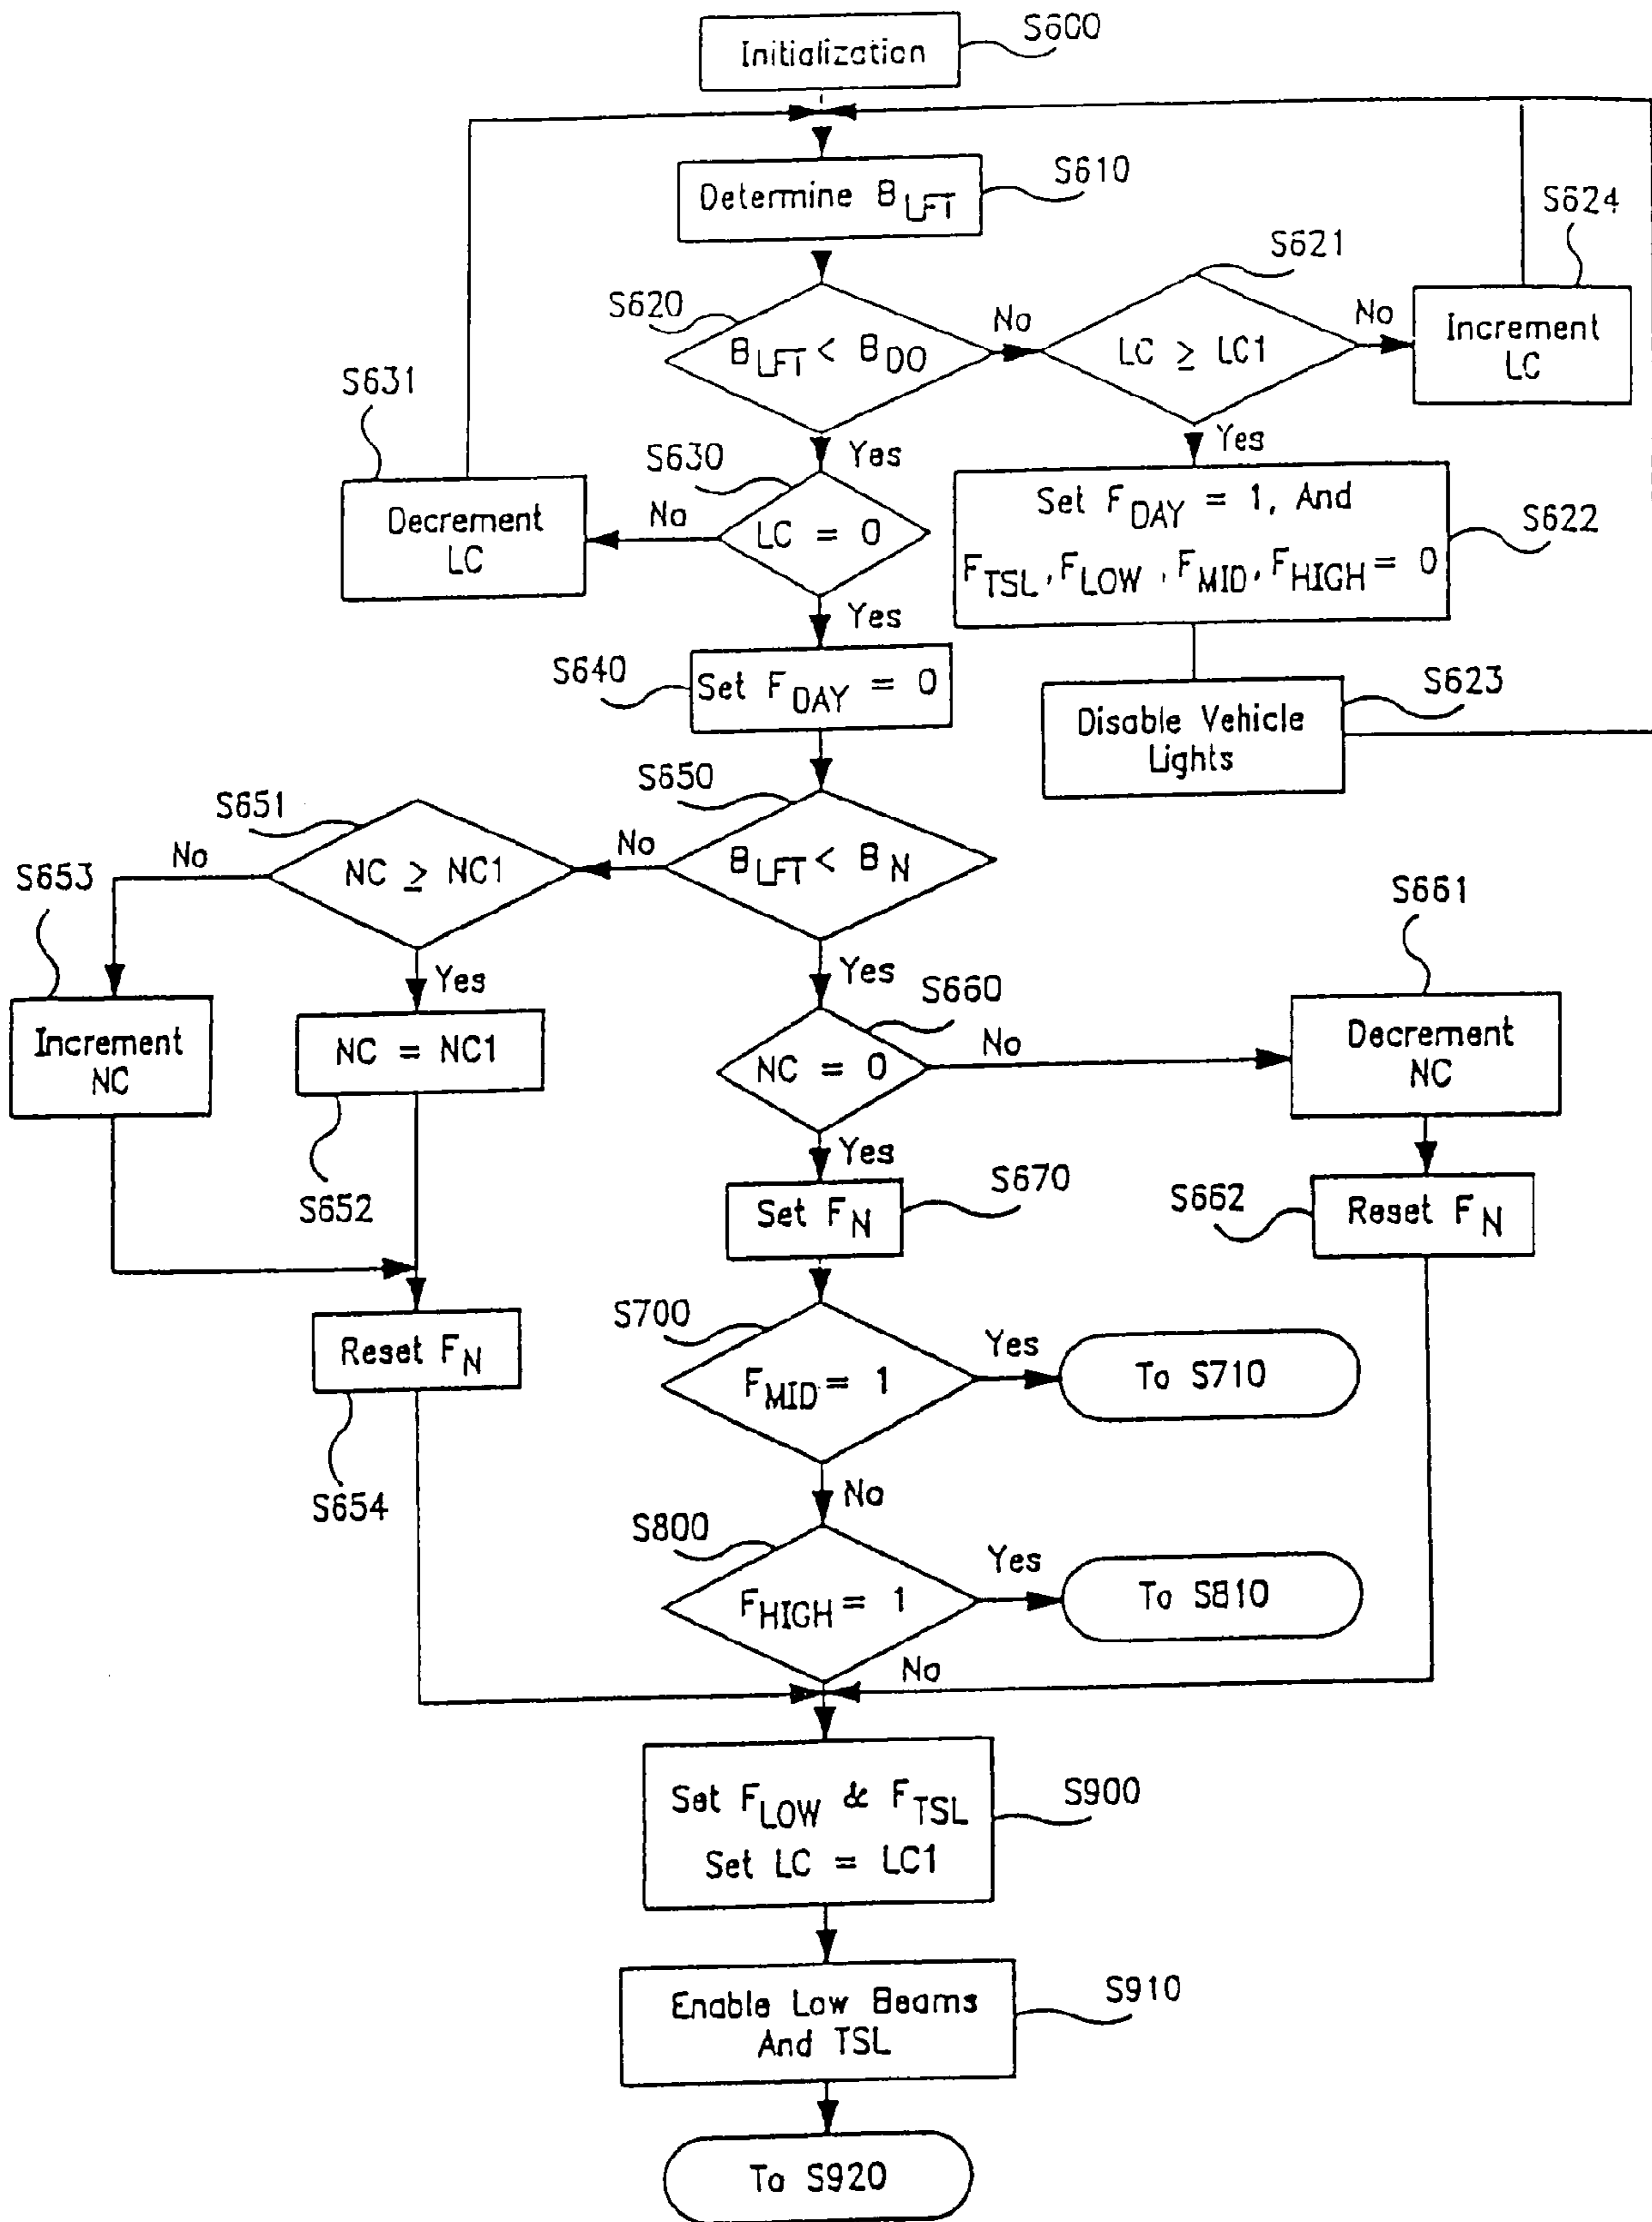 Initialization
S600
Determine B LFT
S610
S620
B LFT < B DO
No
S621
LC ≥ LC1
No
S624
Increment
LC
Yes
Yes
S631
Decrement
LC
No
S630
LC = 0
Yes
Set F DAY = 1, And
F TSL, F LOW, F MID, F HIGH = 0
S622
S640
Set F DAY = 0
Disable Vehicle
Lights
S623
S650
B LFT < B N
No
S651
NC ≥ NC1
No
S653
Increment
NC
Yes
NC = NC1
S652
Yes
S660
NC = 0
No
S661
Decrement
NC
Yes
Set F N
S670
S662
Reset F N
Reset F N
S654
S700
F MID = 1
Yes
To S710
No
S800
F HIGH = 1
Yes
To S810
No
Set F LOW & F TSL
Set LC = LC1
S900
Enable Low Beams
And TSL
S910
To S920